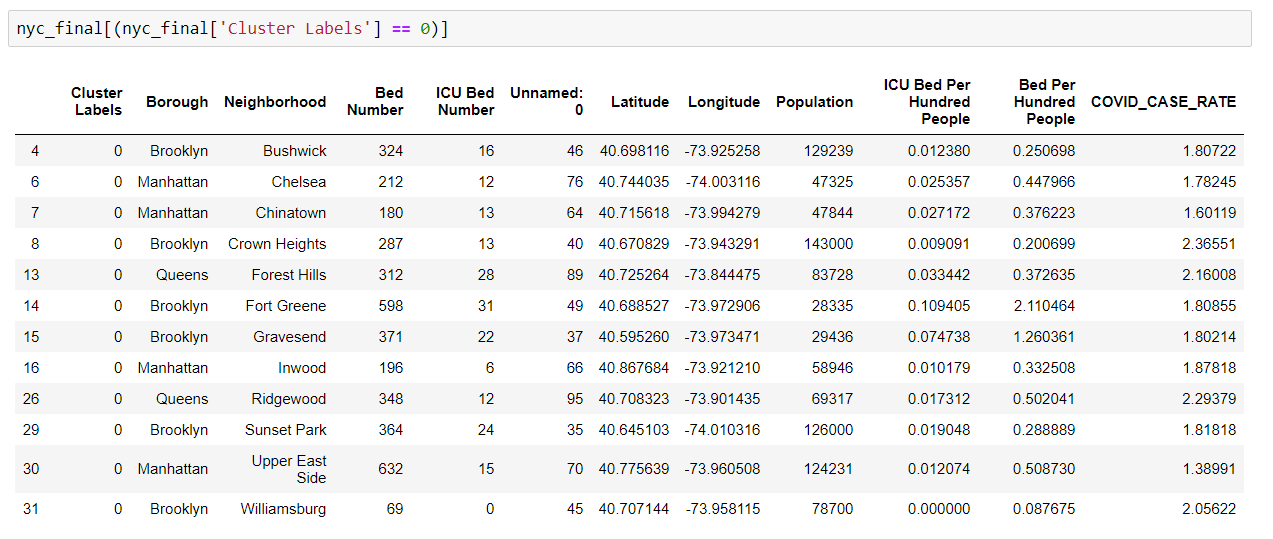 nyc_final[(nyc_final['Cluster Labels'] == 0)]
Cluster Labels Borough Neighborhood Bed Number ICU Bed Number Unnamed: 0 Latitude Longitude Population ICU Bed Per Hundred People Bed Per Hundred People COVID_CASE_RATE
4 0 Brooklyn Bushwick 324 16 46 40.698116 -73.925258 129239 0.012380 0.250698 1.80722
6 0 Manhattan Chelsea 212 12 76 40.744035 -74.003116 47325 0.025357 0.447966 1.78245
7 0 Manhattan Chinatown 180 13 64 40.715618 -73.994279 47844 0.027172 0.376223 1.60119
8 0 Brooklyn Crown Heights 287 13 40 40.670829 -73.943291 143000 0.009091 0.200699 2.36551
13 0 Queens Forest Hills 312 28 89 40.725264 -73.844475 83728 0.033442 0.372635 2.16008
14 0 Brooklyn Fort Greene 598 31 49 40.688527 -73.972906 28335 0.109405 2.110464 1.80855
15 0 Brooklyn Gravesend 371 22 37 40.595260 -73.973471 29436 0.074738 1.260361 1.80214
16 0 Manhattan Inwood 196 6 66 40.867684 -73.921210 58946 0.010179 0.332508 1.87818
26 0 Queens Ridgewood 348 12 95 40.708323 -73.901435 69317 0.017312 0.502041 2.29379
29 0 Brooklyn Sunset Park 364 24 35 40.645103 -74.010316 126000 0.019048 0.288889 1.81818
30 0 Manhattan Upper East Side 632 15 70 40.775639 -73.960508 124231 0.012074 0.508730 1.38991
31 0 Brooklyn Williamsburg 69 0 45 40.707144 -73.958115 78700 0.000000 0.087675 2.05622